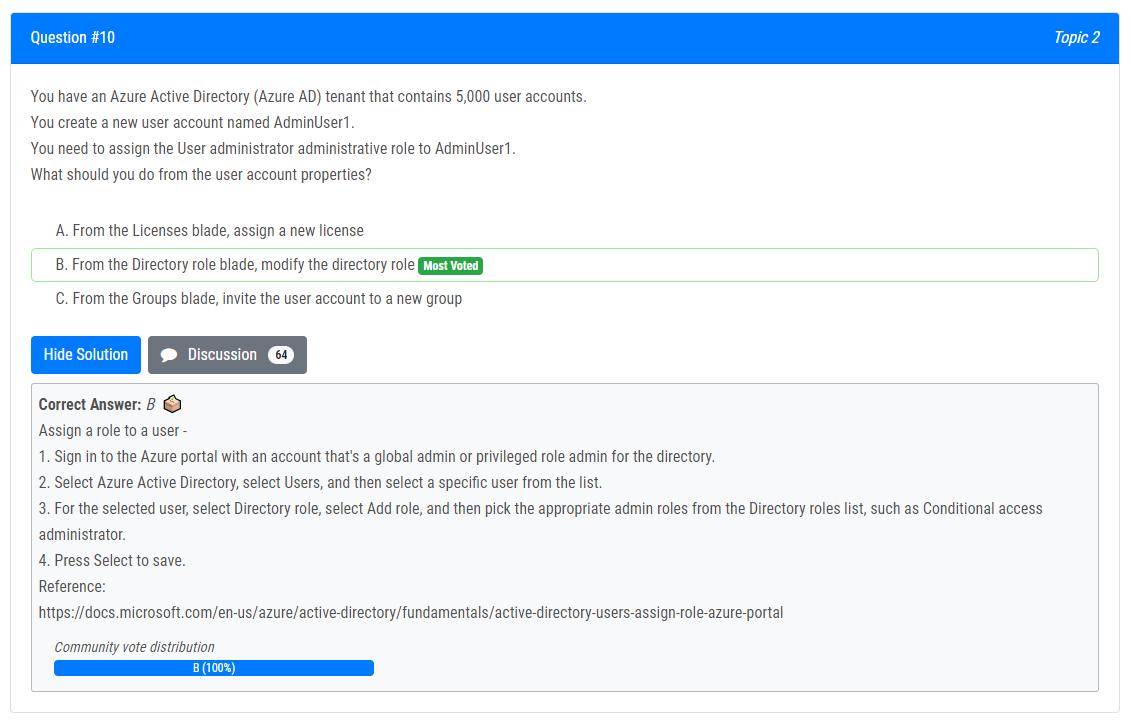 Question #10
Topic 2
You have an Azure Active Directory (Azure AD) tenant that contains 5,000 user accounts.
You create a new user account named AdminUser1.
You need to assign the User administrator administrative role to AdminUser1.
What should you do from the user account properties?
A. From the Licenses blade, assign a new license
B. From the Directory role blade, modify the directory role Most Voted
C. From the Groups blade, invite the user account to a new group
Hide Solution Discussion 64
Correct Answer: B
Assign a role to a user -
1. Sign in to the Azure portal with an account that's a global admin or privileged role admin for the directory.
2. Select Azure Active Directory, select Users, and then select a specific user from the list.
3. For the selected user, select Directory role, select Add role, and then pick the appropriate admin roles from the Directory roles list, such as Conditional access
administrator.
4. Press Select to save.
Reference:
https://docs.microsoft.com/en-us/azure/active-directory/fundamentals/active-directory-users-assign-role-azure-portal
Community vote distribution
B (100%)